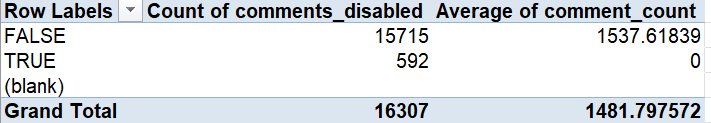 Row Labels Count of comments_disabled Average of comment_count
FALSE 15715 1537.61839
TRUE 592 0
(blank)
Grand Total 16307 1481.797572